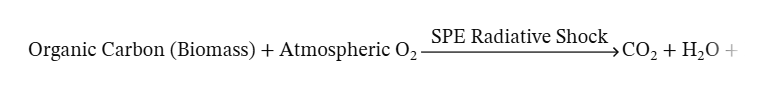 Organic Carbon (Biomass) + Atmospheric O₂ SPE Radiative Shock → CO₂ + H₂O +